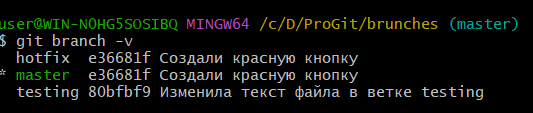 user@WIN-NOHG5SOSIBQ MINGW64 /c/D/ProGit/brunches (master)
$ git branch -v
  hotfix  e36681f Создали красную кнопку
* master  e36681f Создали красную кнопку
  testing 80bfbf9 Изменила текст файла в ветке testing